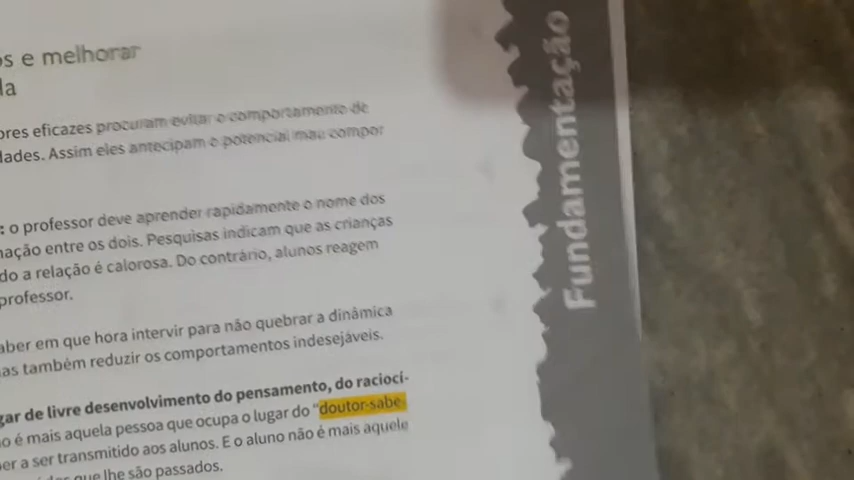 os e melhorar
la
ores eficazes procuram evitar o comportamento de
dades. Assim eles antecipam o potencial mau compor
: o professor deve aprender rapidamente o nome dos
mação entre os dois. Pesquisas indicam que as crianças
do a relação é calorosa. Do contrário, alunos reagem
professor.
aber em que hora intervir para não quebrar a dinâmica
as também reduzir os comportamentos indesejáveis.
gar de livre desenvolvimento do pensamento, do raciocí-
o é mais aquela pessoa que ocupa o lugar do "doutor-sabe-
er a ser transmitido aos alunos. E o aluno não é mais aquele
que lhe são passados.
Fundamentação